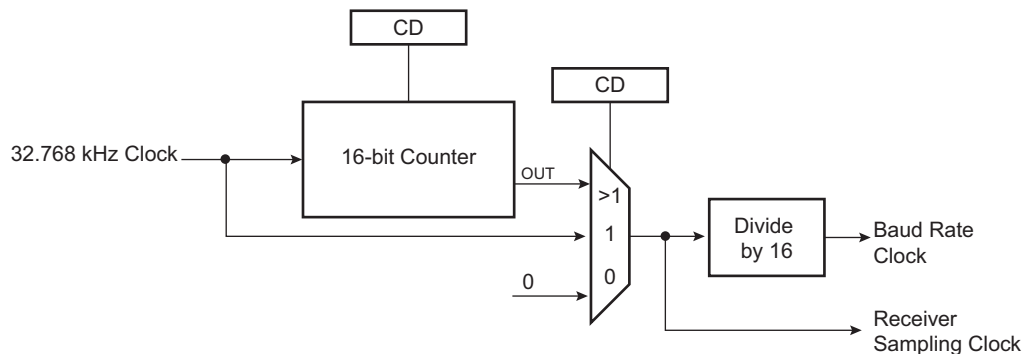 CD
CD
32.768 kHz Clock
16-bit Counter
OUT
>1
1
0
0
Divide
by 16
Baud Rate
Clock
Receiver
Sampling Clock